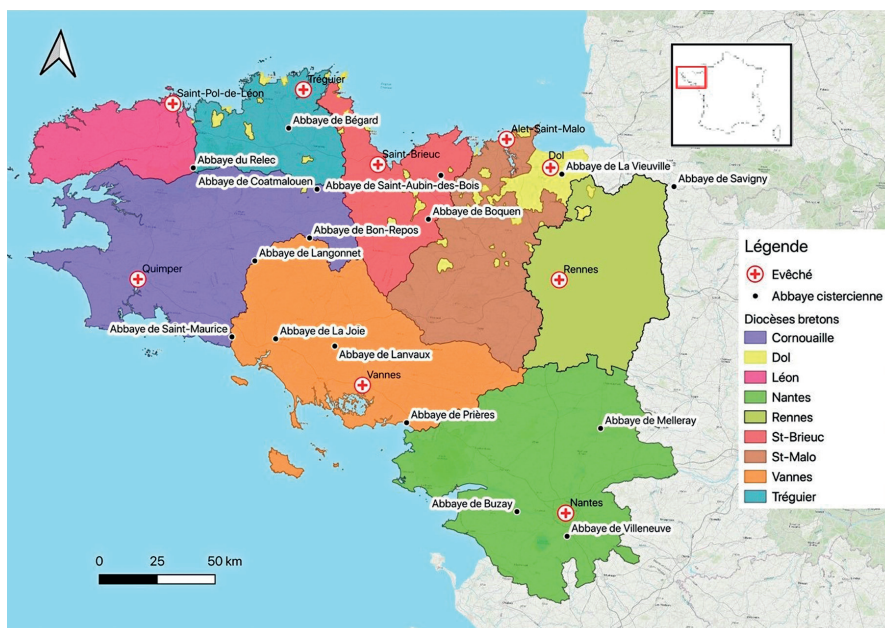 Saint-Pol-de-Léon
Tréguier
Abbaye de Bégard
Alet-Saint-Malo
Saint-Brieuc
Dol
Abbaye du Relec
Abbaye de La Vieuville
Abbaye de Coatmalouen
Abbaye de Saint-Aubin-des-Bois
Abbaye de Savigny
Abbaye de Boquen
Abbaye de Bon-Repos
Abbaye de Langonnet
Quimper
Rennes
Abbaye de Saint-Maurice
Abbaye de La Joie
Abbaye de Lanvaux
Vannes
Abbaye de Prières
Abbaye de Melleray
Abbaye de Buzay
Nantes
Abbaye de Villeneuve
0 25 50 km
Légende
Evêché
Abbaye cistercienne
Diocèses bretons
Cornouaille
Dol
Léon
Nantes
Rennes
St-Brieuc
St-Malo
Vannes
Tréguier